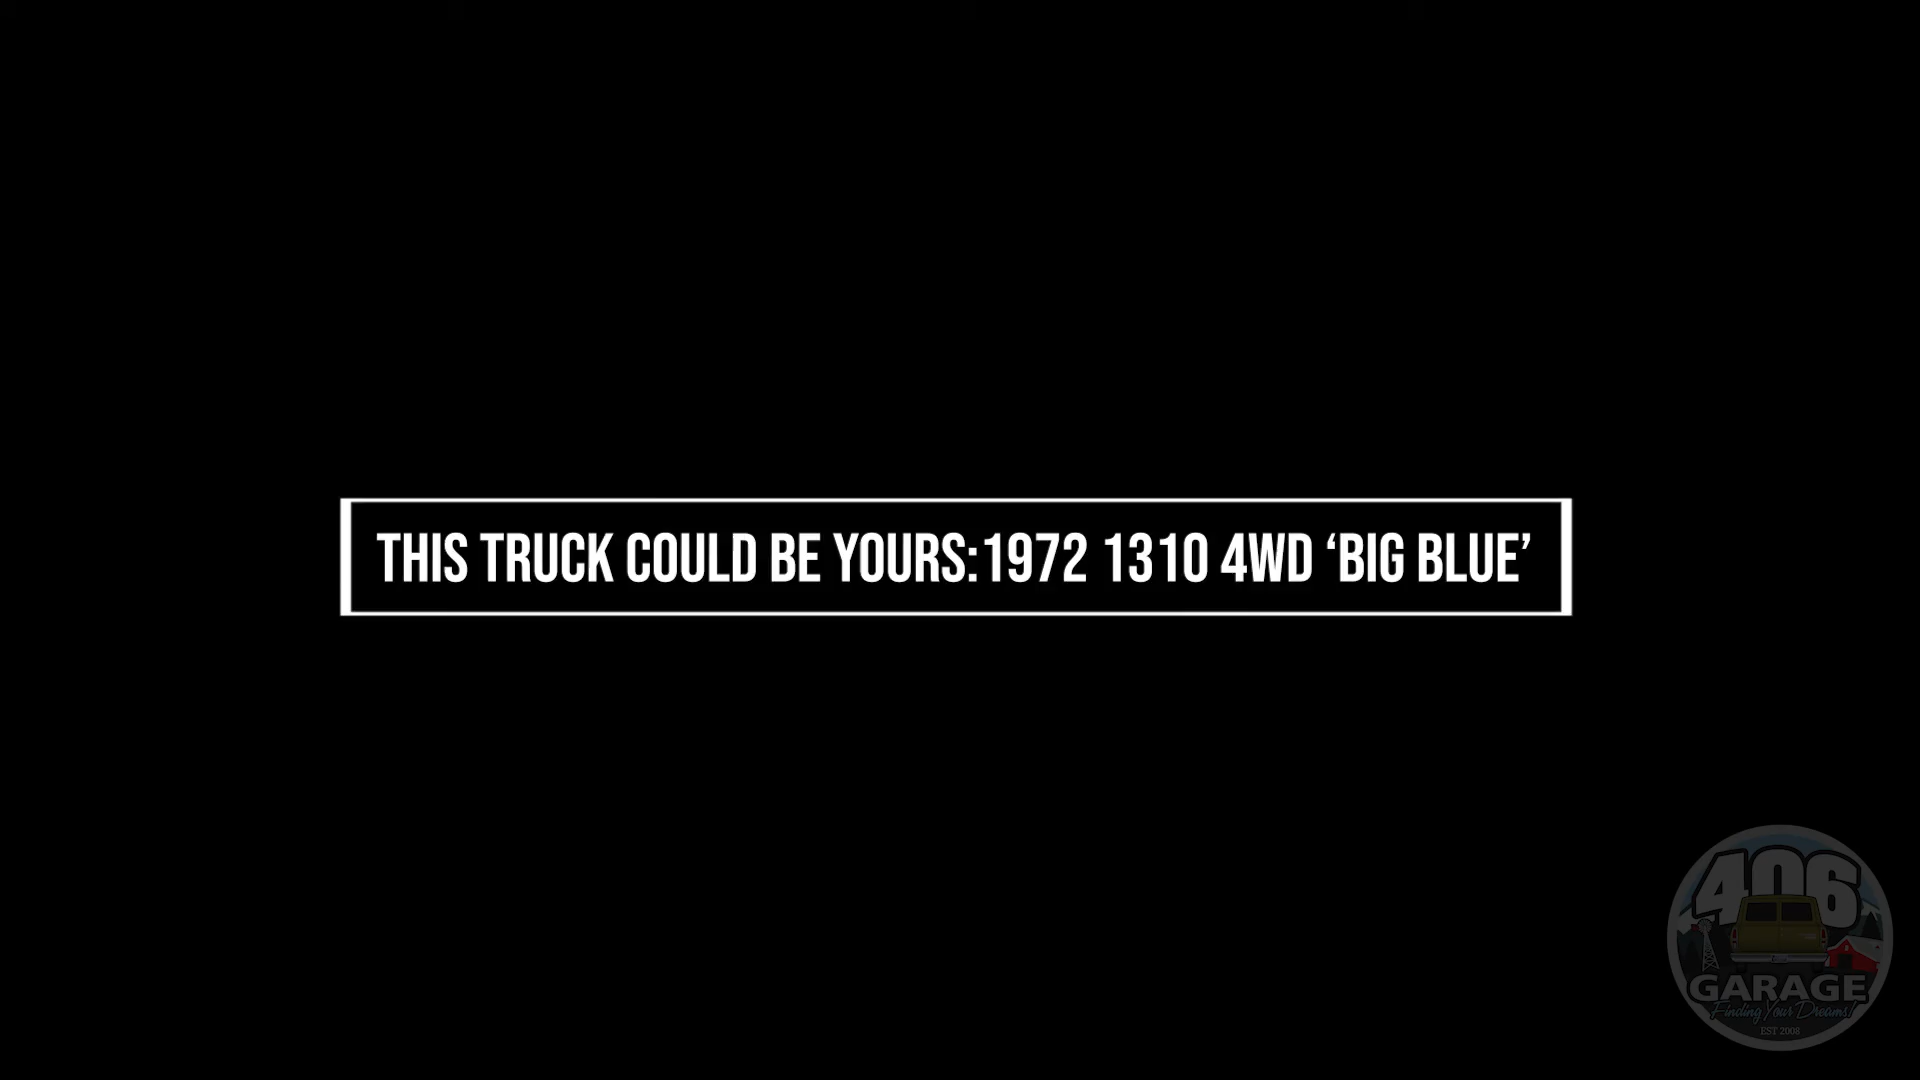 THIS TRUCK COULD BE YOURS:1972 1310 4WD ‘BIG BLUE’
406
GARAGE
Finding Your Dreams!
EST 2008